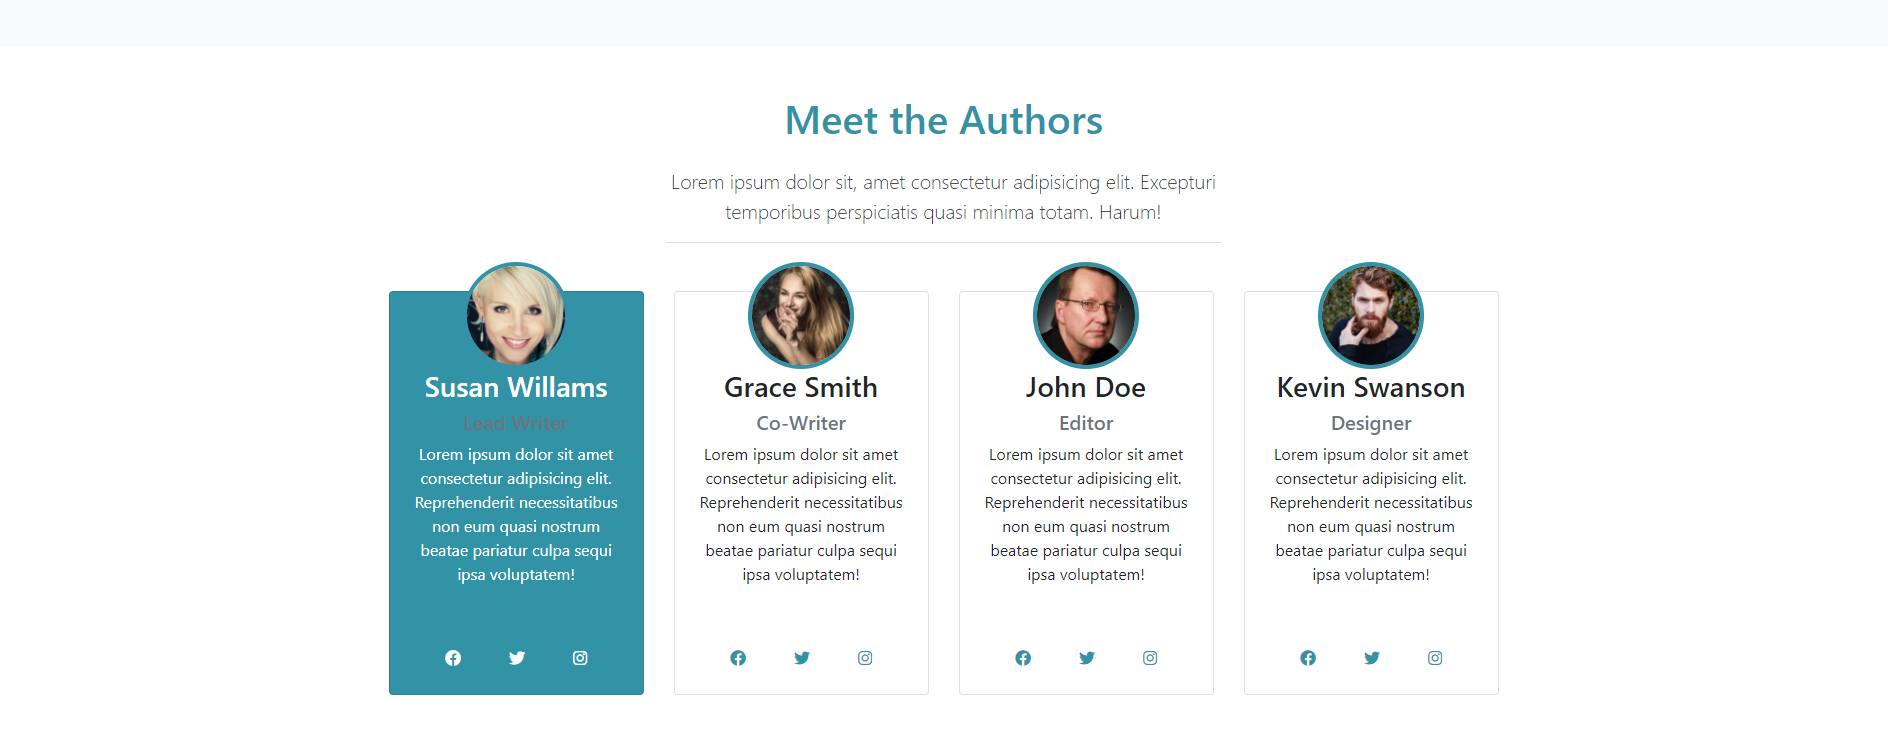 Meet the Authors
Lorem ipsum dolor sit, amet consectetur adipisicing elit. Excepturi
temporibus perspiciatis quasi minima totam. Harum!
Susan Willams
Lead Writer
Lorem ipsum dolor sit amet
consectetur adipisicing elit.
Reprehenderit necessitatibus
non eum quasi nostrum
beatae pariatur culpa sequi
ipsa voluptatem!
Grace Smith
Co-Writer
Lorem ipsum dolor sit amet
consectetur adipisicing elit.
Reprehenderit necessitatibus
non eum quasi nostrum
beatae pariatur culpa sequi
ipsa voluptatem!
John Doe
Editor
Lorem ipsum dolor sit amet
consectetur adipisicing elit.
Reprehenderit necessitatibus
non eum quasi nostrum
beatae pariatur culpa sequi
ipsa voluptatem!
Kevin Swanson
Designer
Lorem ipsum dolor sit amet
consectetur adipisicing elit.
Reprehenderit necessitatibus
non eum quasi nostrum
beatae pariatur culpa sequi
ipsa voluptatem!